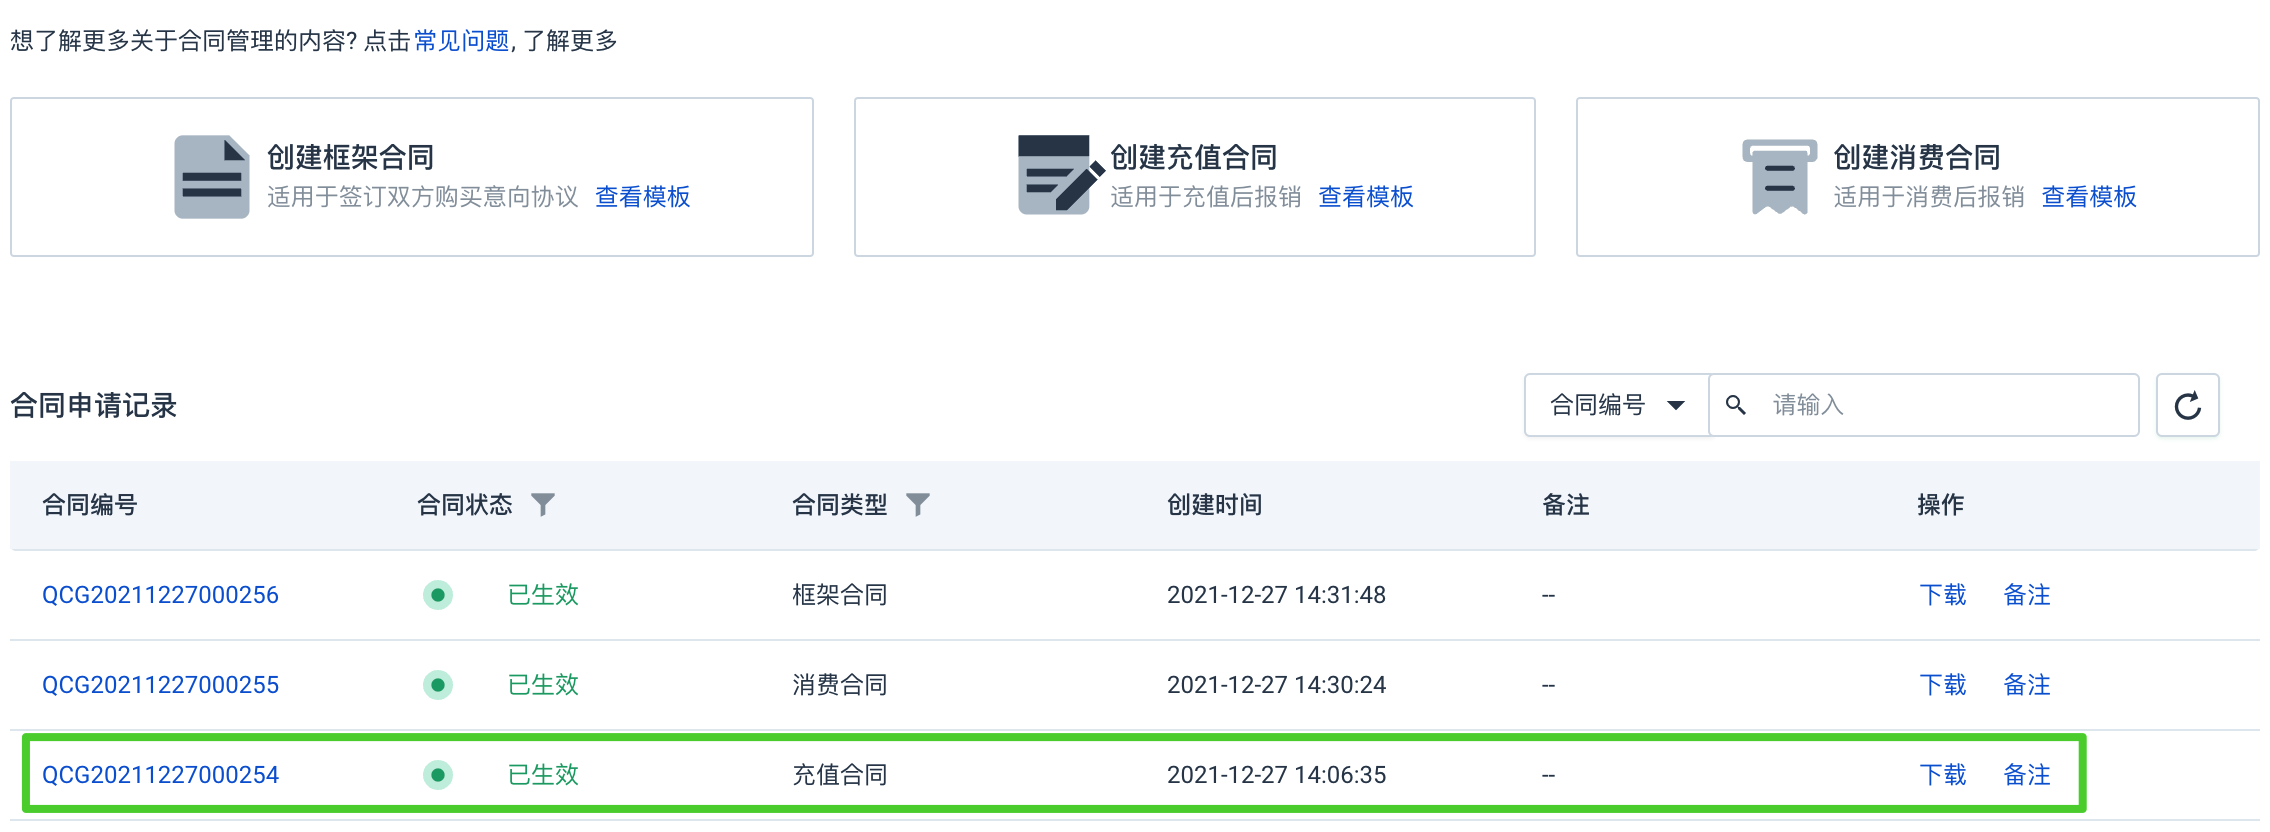 想了解更多关于合同管理的内容? 点击常见问题, 了解更多
创建框架合同
适用于签订双方购买意向协议 查看模板
创建充值合同
适用于充值后报销 查看模板
创建消费合同
适用于消费后报销 查看模板
合同申请记录
合同编号 请输入
合同编号 合同状态 合同类型 创建时间 备注 操作
QCG20211227000256 已生效 框架合同 2021-12-27 14:31:48 -- 下载 备注
QCG20211227000255 已生效 消费合同 2021-12-27 14:30:24 -- 下载 备注
QCG20211227000254 已生效 充值合同 2021-12-27 14:06:35 -- 下载 备注